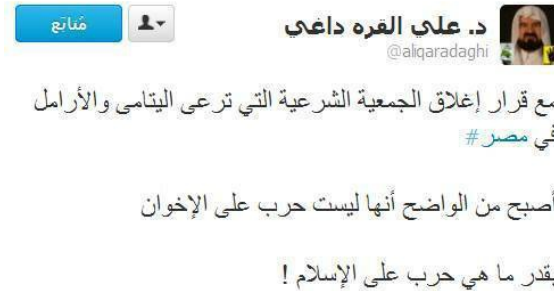 مُتابَع
د. علي القره داغي
@aliqaradaghi
مع قرار إغلاق الجمعية الشرعية التي ترعى اليتامى والأرامل
في مصر#
أصبح من الواضح أنها ليست حرب على الإخوان
بقدر ما هي حرب على الإسلام !